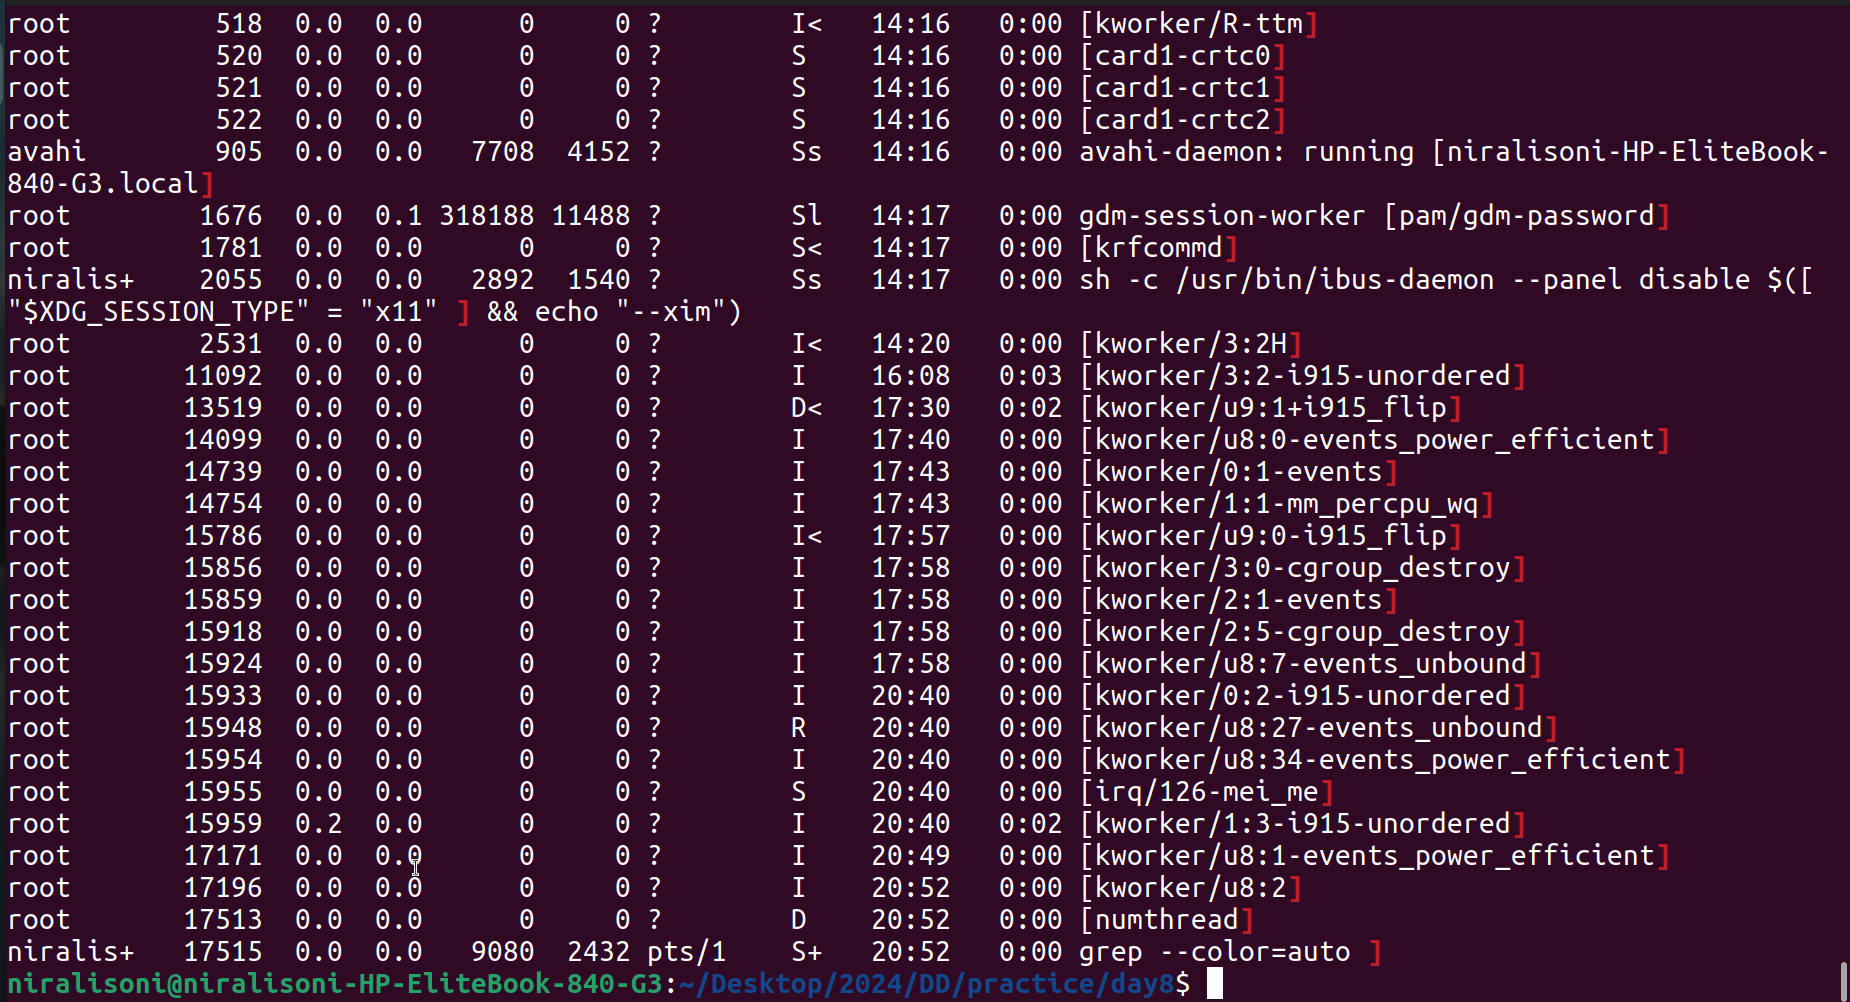 root         518  0.0  0.0      0     0 ?        I<   14:16   0:00 [kworker/R-ttm]
root         520  0.0  0.0      0     0 ?        S    14:16   0:00 [card1-crtc0]
root         521  0.0  0.0      0     0 ?        S    14:16   0:00 [card1-crtc1]
root         522  0.0  0.0      0     0 ?        S    14:16   0:00 [card1-crtc2]
avahi        905  0.0  0.0   7708  4152 ?        Ss   14:16   0:00 avahi-daemon: running [niralisoni-HP-EliteBook-
840-G3.local]
root        1676  0.0  0.1 318188 11488 ?        Sl   14:17   0:00 gdm-session-worker [pam/gdm-password]
root        1781  0.0  0.0      0     0 ?        S<   14:17   0:00 [krfcommd]
niralis+    2055  0.0  0.0   2892  1540 ?        Ss   14:17   0:00 sh -c /usr/bin/ibus-daemon --panel disable $([
"$XDG_SESSION_TYPE" = "x11" ] && echo "--xim")
root        2531  0.0  0.0      0     0 ?        I<   14:20   0:00 [kworker/3:2H]
root       11092  0.0  0.0      0     0 ?        I    16:08   0:03 [kworker/3:2-i915-unordered]
root       13519  0.0  0.0      0     0 ?        D<   17:30   0:02 [kworker/u9:1+i915_flip]
root       14099  0.0  0.0      0     0 ?        I    17:40   0:00 [kworker/u8:0-events_power_efficient]
root       14739  0.0  0.0      0     0 ?        I    17:43   0:00 [kworker/0:1-events]
root       14754  0.0  0.0      0     0 ?        I    17:43   0:00 [kworker/1:1-mm_percpu_wq]
root       15786  0.0  0.0      0     0 ?        I<   17:57   0:00 [kworker/u9:0-i915_flip]
root       15856  0.0  0.0      0     0 ?        I    17:58   0:00 [kworker/3:0-cgroup_destroy]
root       15859  0.0  0.0      0     0 ?        I    17:58   0:00 [kworker/2:1-events]
root       15918  0.0  0.0      0     0 ?        I    17:58   0:00 [kworker/2:5-cgroup_destroy]
root       15924  0.0  0.0      0     0 ?        I    17:58   0:00 [kworker/u8:7-events_unbound]
root       15933  0.0  0.0      0     0 ?        I    20:40   0:00 [kworker/0:2-i915-unordered]
root       15948  0.0  0.0      0     0 ?        R    20:40   0:00 [kworker/u8:27-events_unbound]
root       15954  0.0  0.0      0     0 ?        I    20:40   0:00 [kworker/u8:34-events_power_efficient]
root       15955  0.0  0.0      0     0 ?        S    20:40   0:00 [irq/126-mei_me]
root       15959  0.2  0.0      0     0 ?        I    20:40   0:02 [kworker/1:3-i915-unordered]
root       17171  0.0  0.0      0     0 ?        I    20:49   0:00 [kworker/u8:1-events_power_efficient]
root       17196  0.0  0.0      0     0 ?        I    20:52   0:00 [kworker/u8:2]
root       17513  0.0  0.0      0     0 ?        D    20:52   0:00 [numthread]
niralis+   17515  0.0  0.0   9080  2432 pts/1    S+   20:52   0:00 grep --color=auto ]
niralisoni@niralisoni-HP-EliteBook-840-G3:~/Desktop/2024/DD/practice/day8$